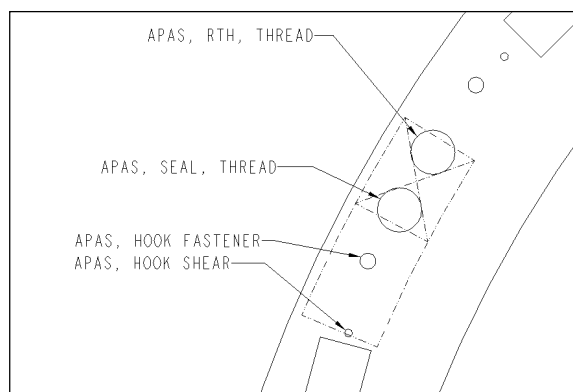 APAS, RTH, THREAD
APAS, SEAL, THREAD
APAS, HOOK FASTENER
APAS, HOOK SHEAR